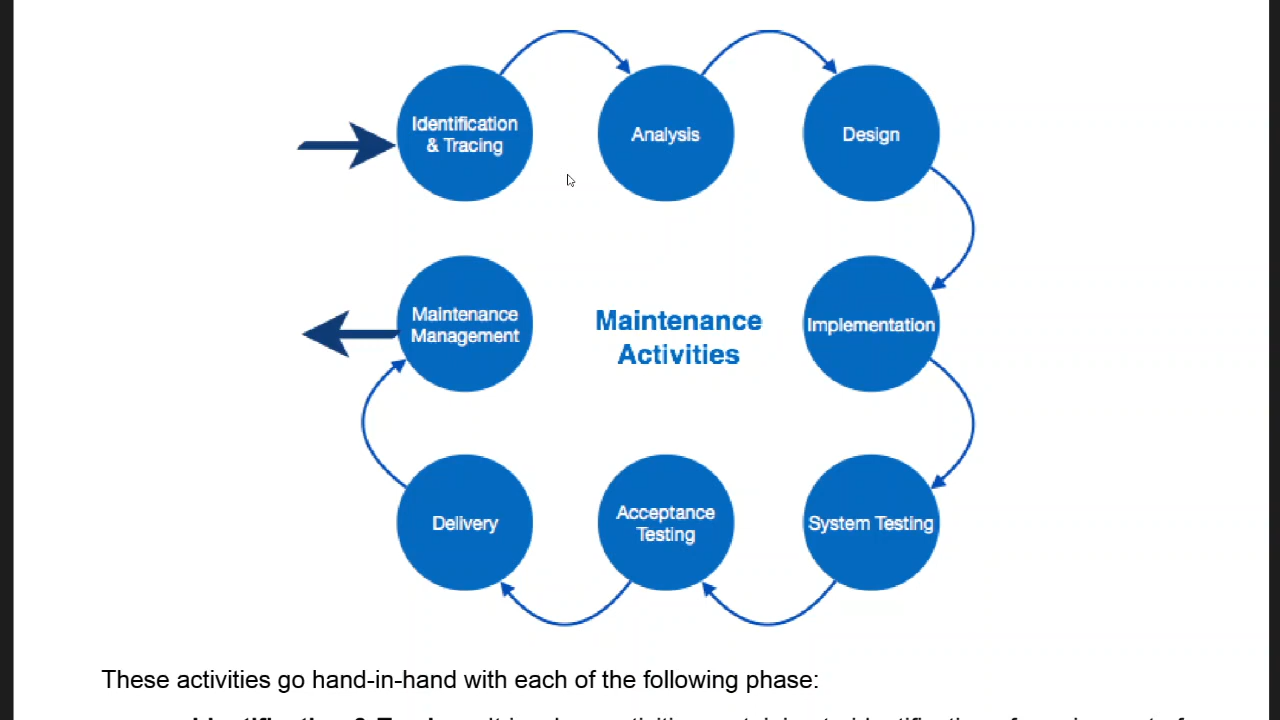 Identification
& Tracing
Analysis
Design
Maintenance
Management
Maintenance
Activities
Implementation
Delivery
Acceptance
Testing
System Testing
These activities go hand-in-hand with each of the following phase: